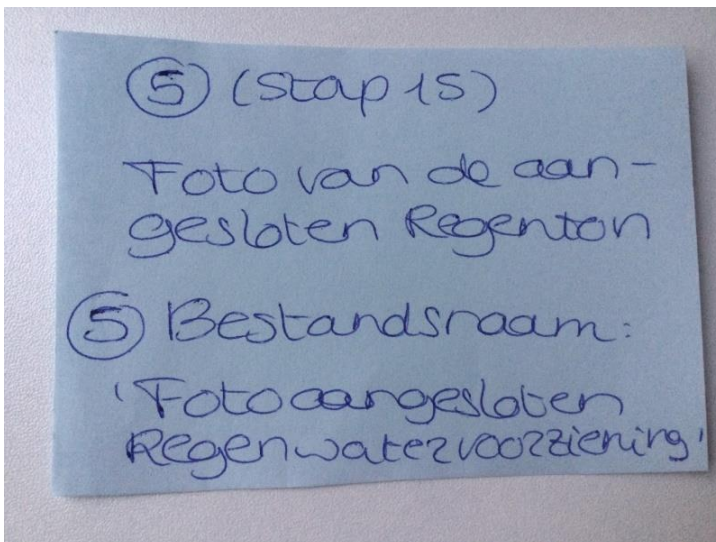 ⑤ (Stap 15)
Foto van de aan-
gesloten Regenton
⑤ Bestandsnaam:
'Foto aangesloten
Regenwatervoorziening'